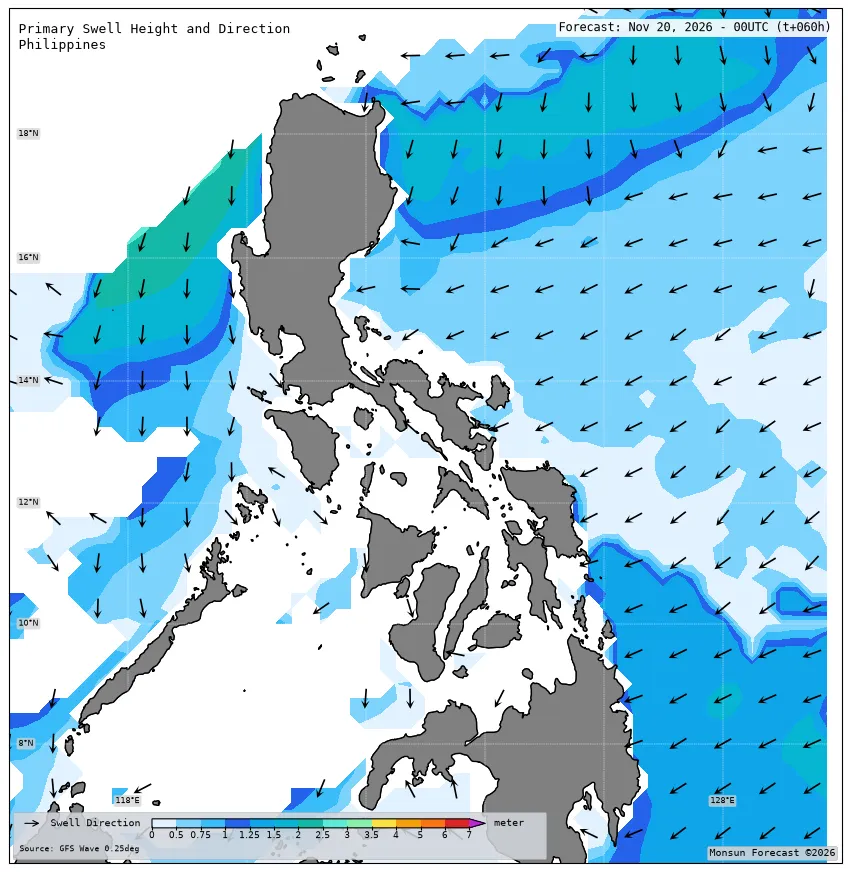 Primary Swell Height and Direction
Philippines
Forecast: Nov 20, 2026 - 00UTC (t+060h)
18°N
16°N
14°N
12°N
10°N
8°N
118°E
128°E
Swell Direction
meter
0 0.5 0.75 1 1.25 1.5 2 2.5 3 3.5 4 5 6 7
Source: GFS Wave 0.25deg
Monsun Forecast ©2026